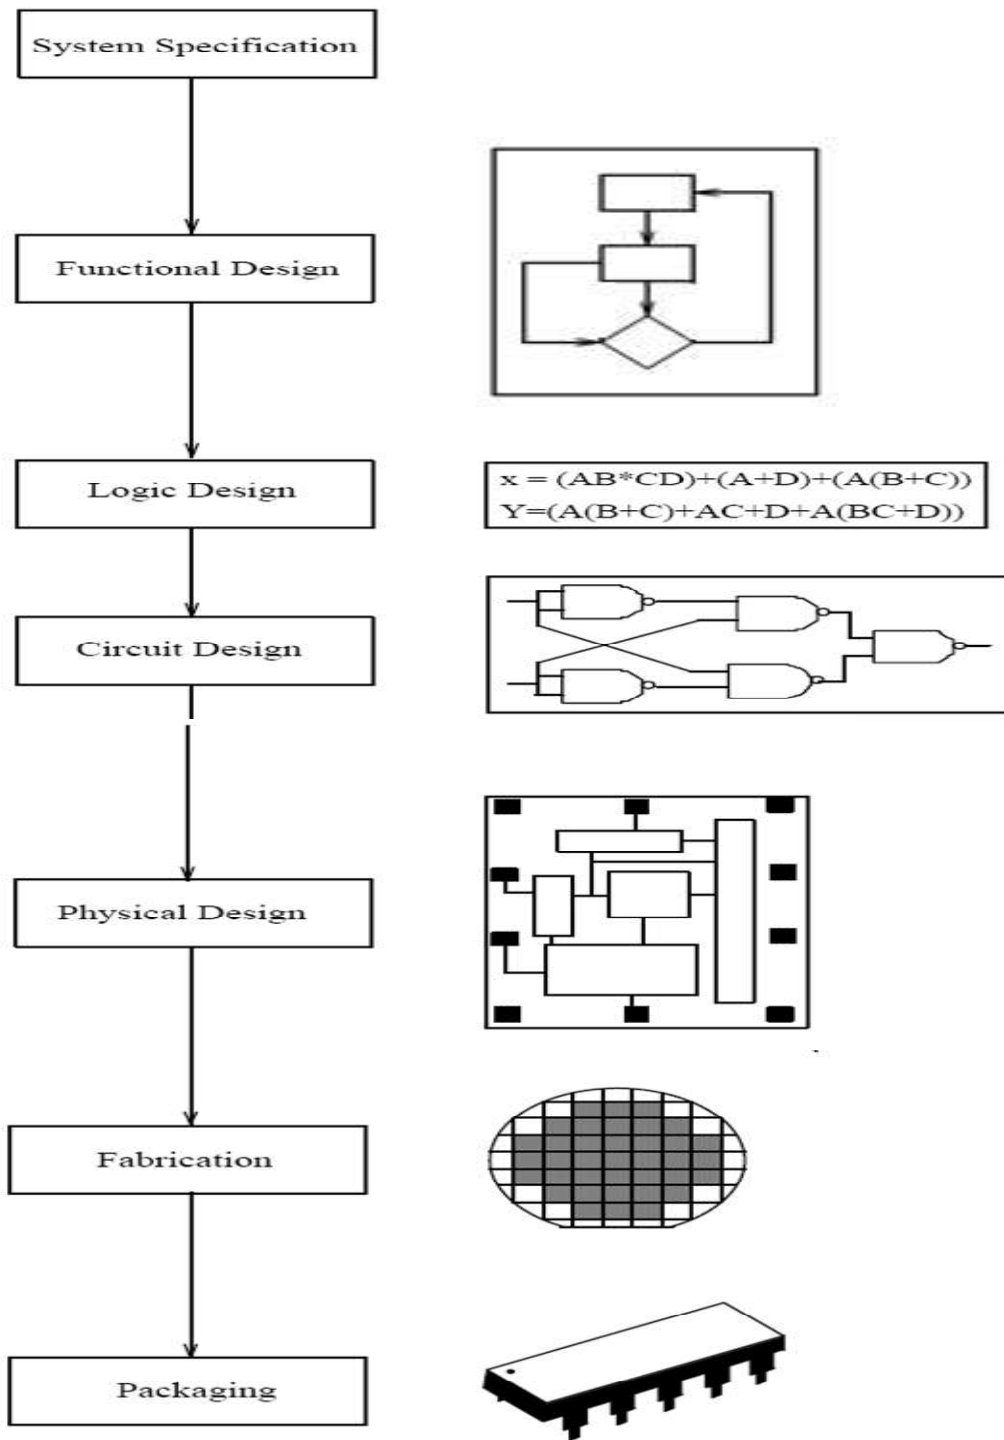 System Specification
Functional Design
Logic Design
x = (AB*CD)+(A+D)+(A(B+C))
Y=(A(B+C)+AC+D+A(BC+D))
Circuit Design
Physical Design
Fabrication
Packaging